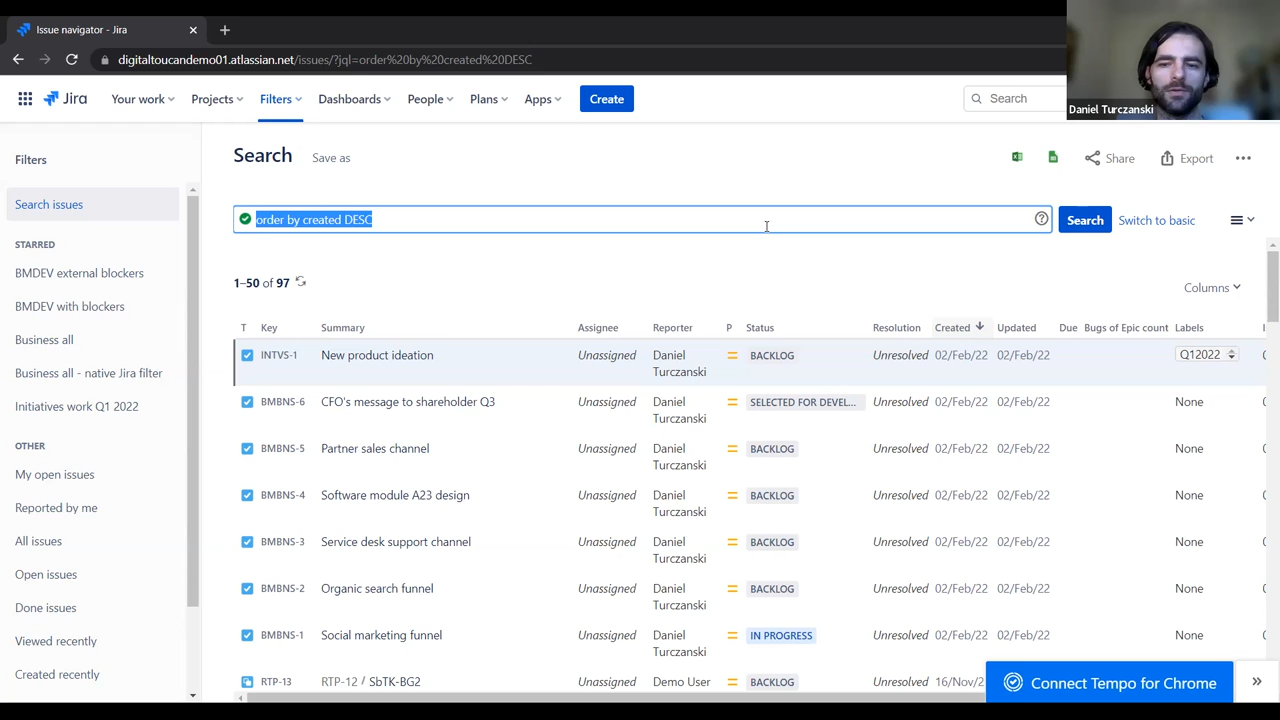 Issue navigator - Jira
digitaltoucandemo01.atlassian.net/issues/?jql=order%20by%20created%20DESC
Daniel Turczanski
Jira Your work Projects Filters Dashboards People Plans Apps Create Search
Filters
Search issues
STARRED
BMDEV external blockers
BMDEV with blockers
Business all
Business all - native Jira filter
Initiatives work Q1 2022
OTHER
My open issues
Reported by me
All issues
Open issues
Done issues
Viewed recently
Created recently
Search Save as Share Export
order by created DESC Search Switch to basic
1–50 of 97
Columns
T Key Summary Assignee Reporter P Status Resolution Created Updated Due Bugs of Epic count Labels
INTVS-1 New product ideation Unassigned Daniel Turczanski BACKLOG Unresolved 02/Feb/22 02/Feb/22 Q12022
BMBNS-6 CFO's message to shareholder Q3 Unassigned Daniel Turczanski SELECTED FOR DEVEL... Unresolved 02/Feb/22 02/Feb/22 None
BMBNS-5 Partner sales channel Unassigned Daniel Turczanski BACKLOG Unresolved 02/Feb/22 02/Feb/22 None
BMBNS-4 Software module A23 design Unassigned Daniel Turczanski BACKLOG Unresolved 02/Feb/22 02/Feb/22 None
BMBNS-3 Service desk support channel Unassigned Daniel Turczanski BACKLOG Unresolved 02/Feb/22 02/Feb/22 None
BMBNS-2 Organic search funnel Unassigned Daniel Turczanski BACKLOG Unresolved 02/Feb/22 02/Feb/22 None
BMBNS-1 Social marketing funnel Unassigned Daniel Turczanski IN PROGRESS Unresolved 02/Feb/22 02/Feb/22 None
RTP-13 RTP-12 / SbTK-BG2 Unassigned Demo User BACKLOG Unresolved 16/Nov/2
Connect Tempo for Chrome